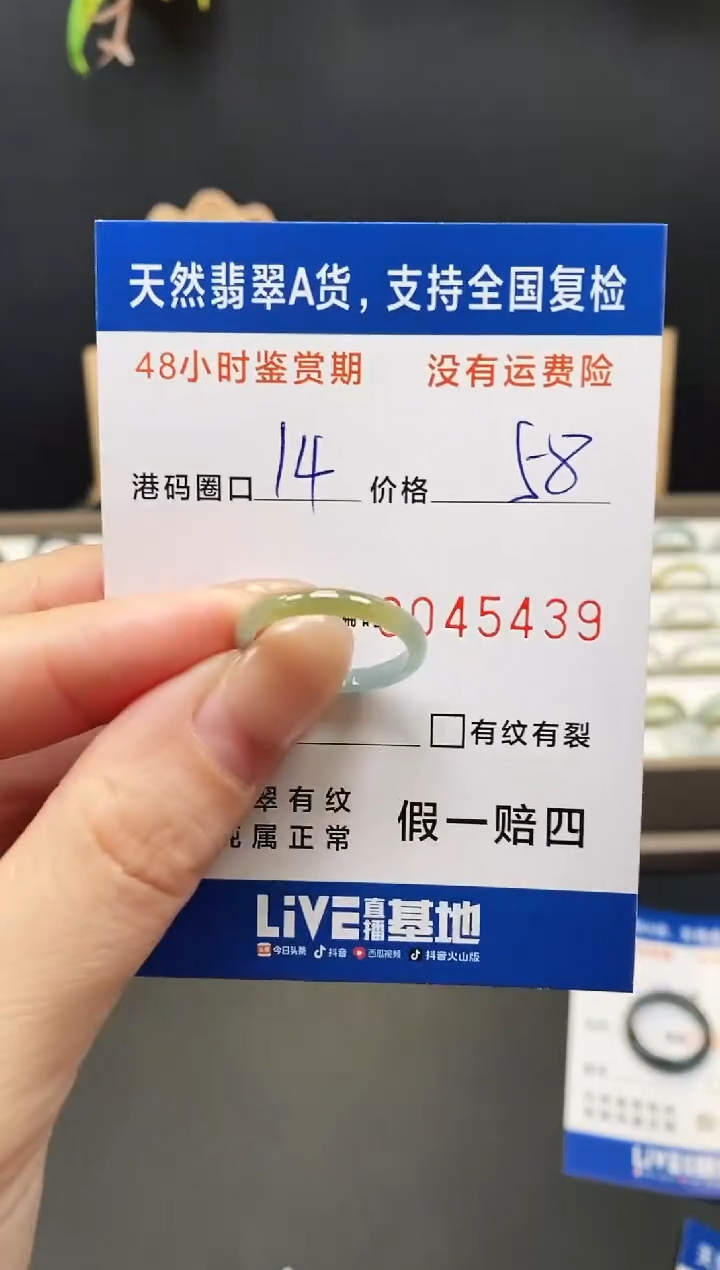 天然翡翠A货，支持全国复检
48小时鉴赏期 没有运费险
港码圈口 14 价格 58
045439
有纹有裂
翠有纹
属正常
假一赔四
LiVE直播基地
今日头条 抖音 西瓜视频 抖音火山版